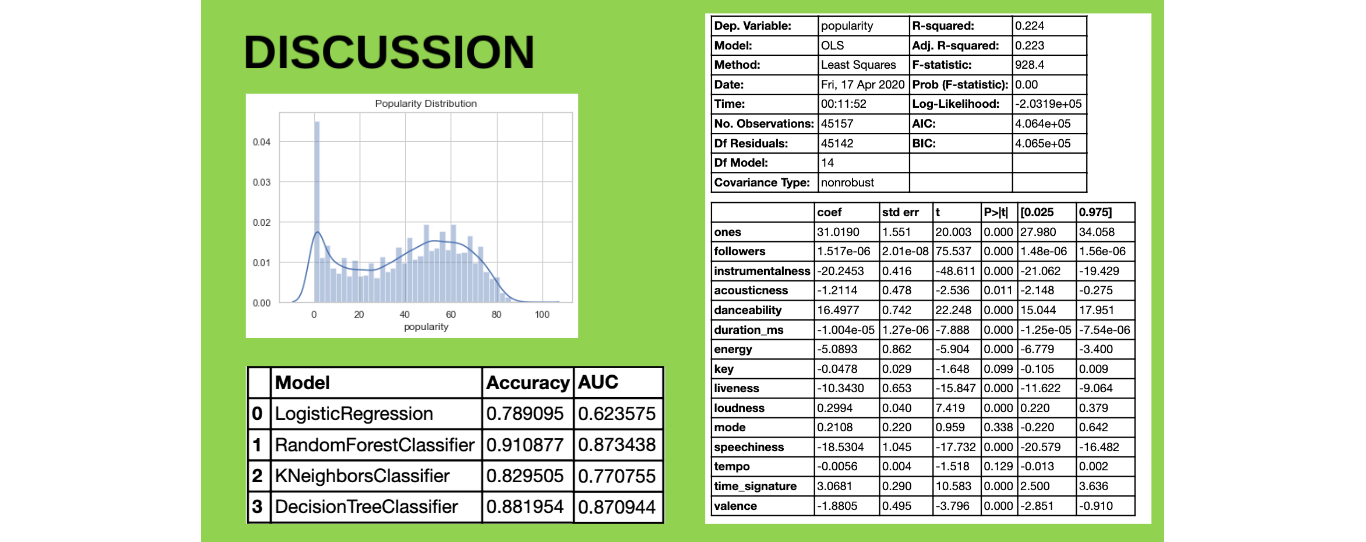 DISCUSSION
Popularity Distribution
0.04
0.03
0.02
0.01
0.00
0 20 40 60 80 100
popularity
Model Accuracy AUC
0 LogisticRegression 0.789095 0.623575
1 RandomForestClassifier 0.910877 0.873438
2 KNeighborsClassifier 0.829505 0.770755
3 DecisionTreeClassifier 0.881954 0.870944
Dep. Variable: popularity R-squared: 0.224
Model: OLS Adj. R-squared: 0.223
Method: Least Squares F-statistic: 928.4
Date: Fri, 17 Apr 2020 Prob (F-statistic): 0.00
Time: 00:11:52 Log-Likelihood: -2.0319e+05
No. Observations: 45157 AIC: 4.064e+05
Df Residuals: 45142 BIC: 4.065e+05
Df Model: 14
Covariance Type: nonrobust
coef std err t P>|t| [0.025 0.975]
ones 31.0190 1.551 20.003 0.000 27.980 34.058
followers 1.517e-06 2.01e-08 75.537 0.000 1.48e-06 1.56e-06
instrumentalness -20.2453 0.416 -48.611 0.000 -21.062 -19.429
acousticness -1.2114 0.478 -2.536 0.011 -2.148 -0.275
danceability 16.4977 0.742 22.248 0.000 15.044 17.951
duration_ms -1.004e-05 1.27e-06 -7.888 0.000 -1.25e-05 -7.54e-06
energy -5.0893 0.862 -5.904 0.000 -6.779 -3.400
key -0.0478 0.029 -1.648 0.099 -0.105 0.009
liveness -10.3430 0.653 -15.847 0.000 -11.622 -9.064
loudness 0.2994 0.040 7.419 0.000 0.220 0.379
mode 0.2108 0.220 0.959 0.338 -0.220 0.642
speechiness -18.5304 1.045 -17.732 0.000 -20.579 -16.482
tempo -0.0056 0.004 -1.518 0.129 -0.013 0.002
time_signature 3.0681 0.290 10.583 0.000 2.500 3.636
valence -1.8805 0.495 -3.796 0.000 -2.851 -0.910